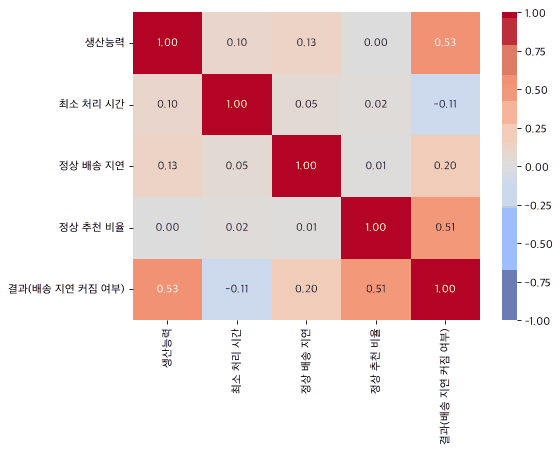 생산능력 1.00 0.10 0.13 0.00 0.53
최소 처리 시간 0.10 1.00 0.05 0.02 -0.11
정상 배송 지연 0.13 0.05 1.00 0.01 0.20
정상 추천 비율 0.00 0.02 0.01 1.00 0.51
결과(배송 지연 커짐 여부) 0.53 -0.11 0.20 0.51 1.00
생산능력
최소 처리 시간
정상 배송 지연
정상 추천 비율
결과(배송 지연 커짐 여부)
1.00
0.75
0.50
0.25
0.00
-0.25
-0.50
-0.75
-1.00